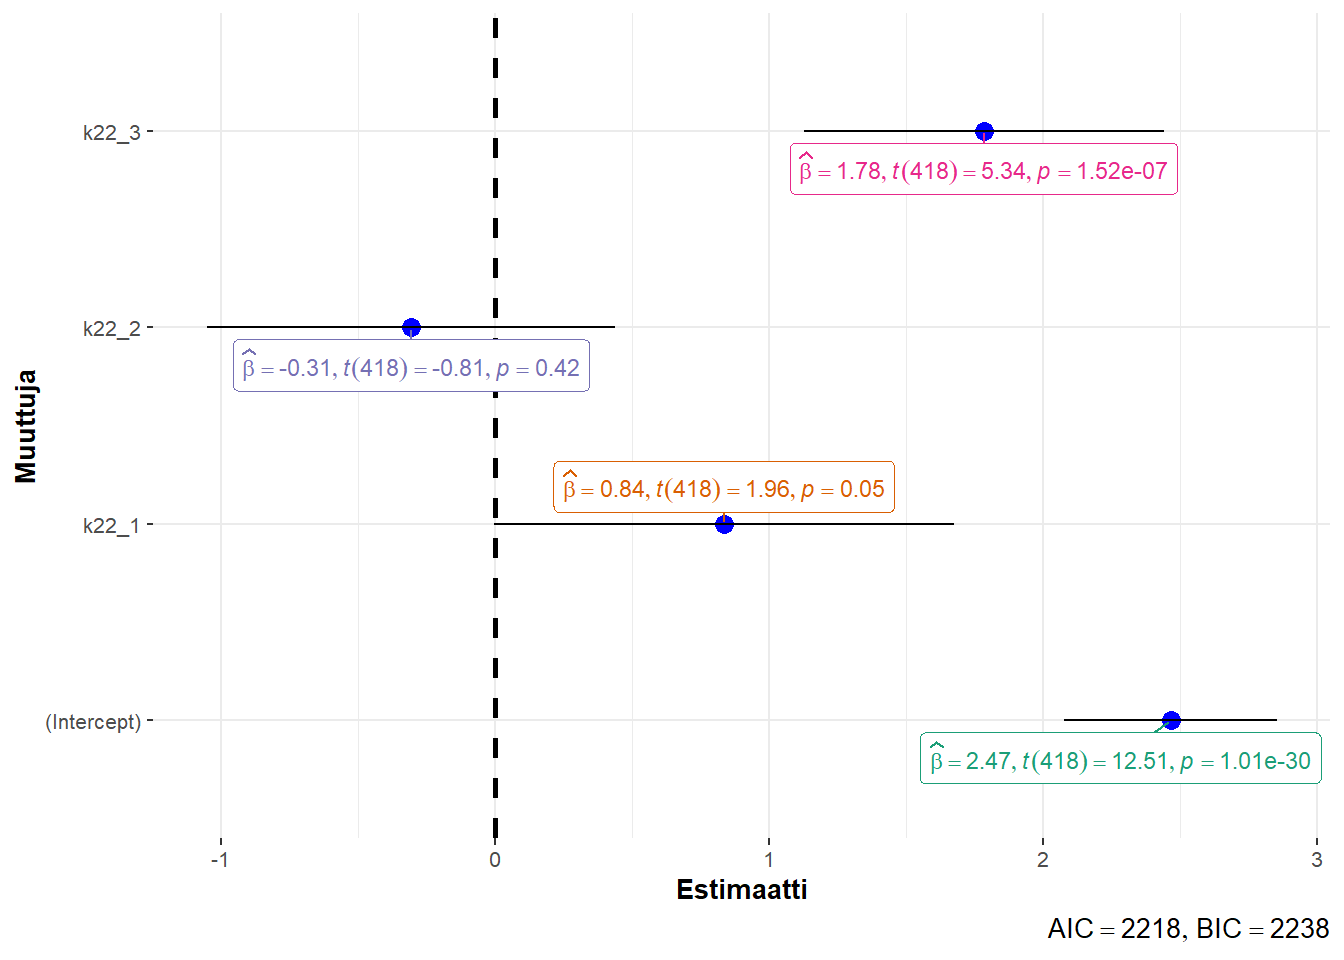 k22_3
β̂ = 1.78, t(418) = 5.34, p = 1.52e-07
k22_2
β̂ = -0.31, t(418) = -0.81, p = 0.42
Muuttuja
β̂ = 0.84, t(418) = 1.96, p = 0.05
k22_1
(Intercept)
β̂ = 2.47, t(418) = 12.51, p = 1.01e-30
-1 0 1 2 3
Estimaatti
AIC = 2218, BIC = 2238